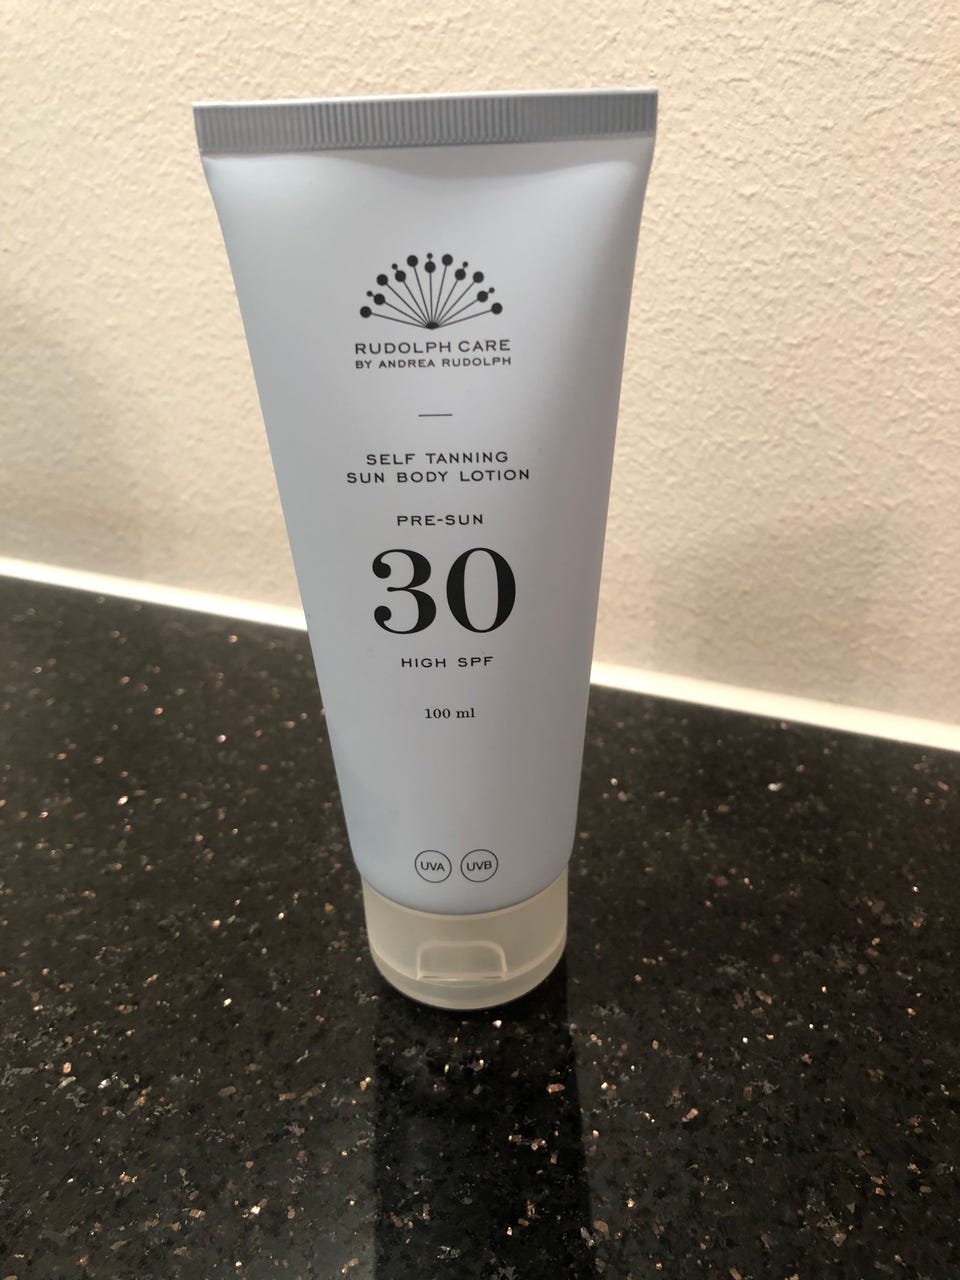 RUDOLPH CARE
BY ANDREA RUDOLPH
SELF TANNING
SUN BODY LOTION
PRE-SUN
30
HIGH SPF
100 ml
UVA UVB